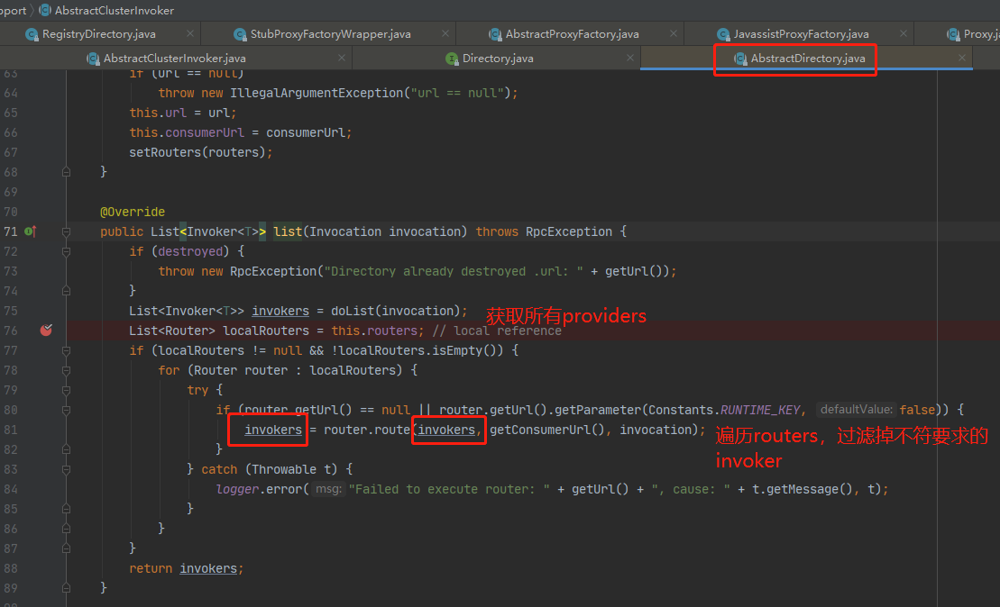 pport › AbstractClusterInvoker
RegistryDirectory.java × StubProxyFactoryWrapper.java × AbstractProxyFactory.java × JavassistProxyFactory.java × Proxy.ja
AbstractClusterInvoker.java × Directory.java × AbstractDirectory.java ×
63 if (url == null)
64 throw new IllegalArgumentException("url == null");
65 this.url = url;
66 this.consumerUrl = consumerUrl;
67 setRouters(routers);
68 }
69
70 @Override
71 public List<Invoker<T>> list(Invocation invocation) throws RpcException {
72 if (destroyed) {
73 throw new RpcException("Directory already destroyed .url: " + getUrl());
74 }
75 List<Invoker<T>> invokers = doList(invocation); 获取所有providers
76 List<Router> localRouters = this.routers; // local reference
77 if (localRouters != null && !localRouters.isEmpty()) {
78 for (Router router : localRouters) {
79 try {
80 if (router.getUrl() == null || router.getUrl().getParameter(Constants.RUNTIME_KEY, defaultValue: false)) {
81 invokers = router.route(invokers, getConsumerUrl(), invocation); 遍历routers，过滤掉不符要求的
invoker
82 }
83 } catch (Throwable t) {
84 logger.error( msg: "Failed to execute router: " + getUrl() + ", cause: " + t.getMessage(), t);
85 }
86 }
87 }
88 return invokers;
89 }